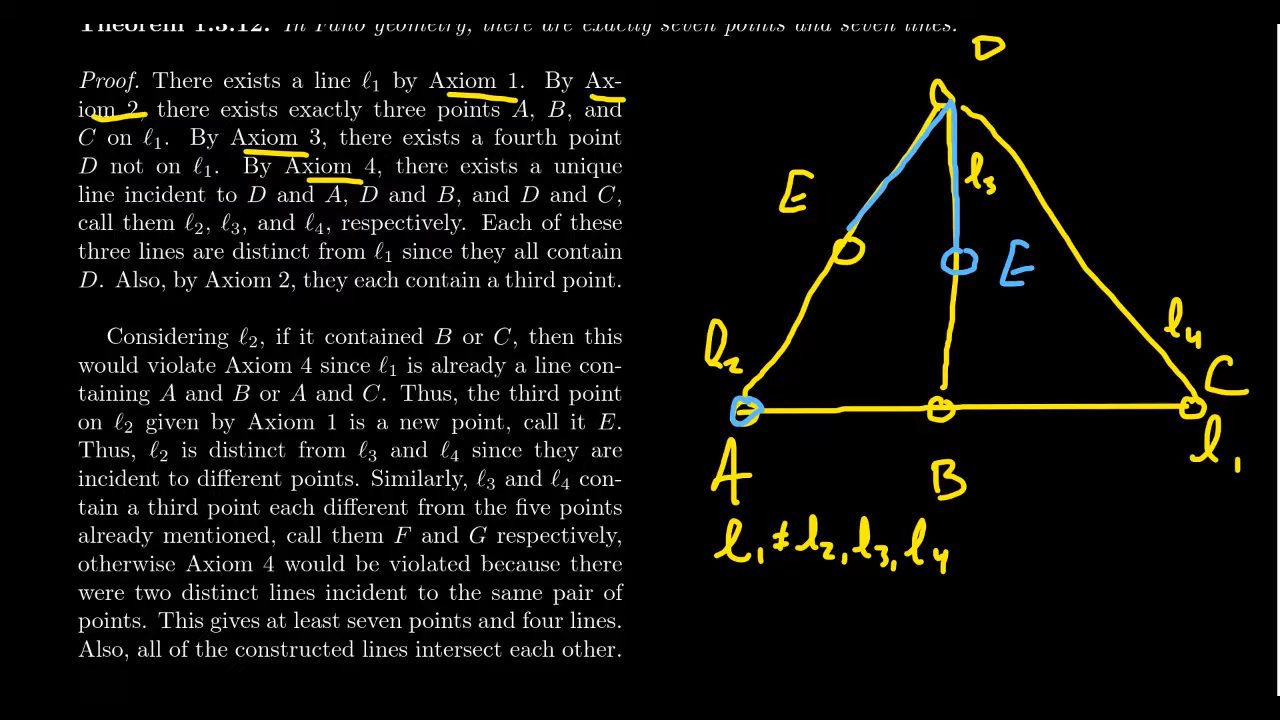 Theorem 1.3.12. In Fano geometry, there are exactly seven points and seven lines.
Proof. There exists a line ℓ₁ by Axiom 1. By Ax-
iom 2, there exists exactly three points A, B, and
C on ℓ₁. By Axiom 3, there exists a fourth point
D not on ℓ₁. By Axiom 4, there exists a unique
line incident to D and A, D and B, and D and C,
call them ℓ₂, ℓ₃, and ℓ₄, respectively. Each of these
three lines are distinct from ℓ₁ since they all contain
D. Also, by Axiom 2, they each contain a third point.
Considering ℓ₂, if it contained B or C, then this
would violate Axiom 4 since ℓ₁ is already a line con-
taining A and B or A and C. Thus, the third point
on ℓ₂ given by Axiom 1 is a new point, call it E.
Thus, ℓ₂ is distinct from ℓ₃ and ℓ₄ since they are
incident to different points. Similarly, ℓ₃ and ℓ₄ con-
tain a third point each different from the five points
already mentioned, call them F and G respectively,
otherwise Axiom 4 would be violated because there
were two distinct lines incident to the same pair of
points. This gives at least seven points and four lines.
Also, all of the constructed lines intersect each other.
D
E
ℓ₃
E
ℓ₂
ℓ₄
C
ℓ₁
A
B
ℓ₁ ≠ ℓ₂, ℓ₃, ℓ₄